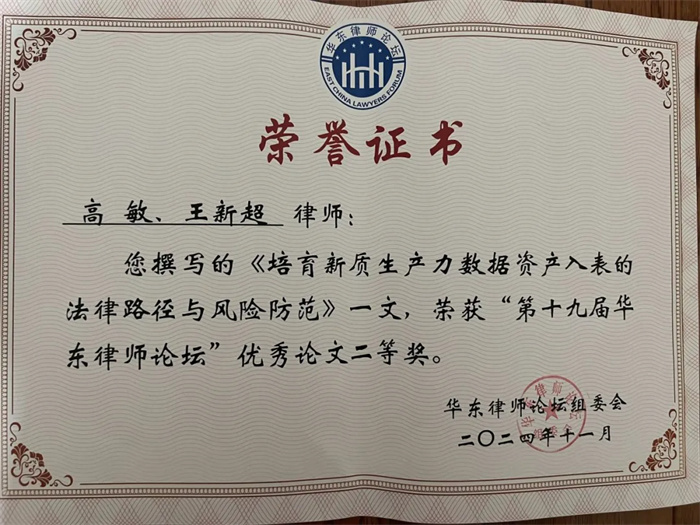 华东律师论坛
EAST CHINA LAWYERS FORUM
荣誉证书
高 敏、王新超 律师：
您撰写的《培育新质生产力数据资产入表的
法律路径与风险防范》一文，荣获“第十九届华
东律师论坛”优秀论文二等奖。
华东律师论坛组委会
二〇二四年十一月